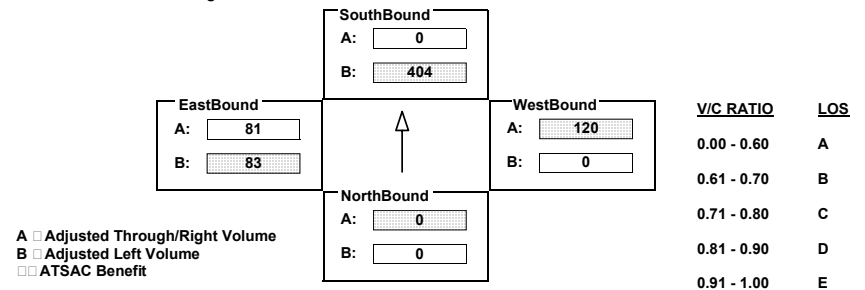 SouthBound
A: 0
B: 404
EastBound
A: 81
B: 83
WestBound
A: 120
B: 0
NorthBound
A: 0
B: 0
A □ Adjusted Through/Right Volume
B □ Adjusted Left Volume
□□ ATSAC Benefit
V/C RATIO LOS
0.00 - 0.60 A
0.61 - 0.70 B
0.71 - 0.80 C
0.81 - 0.90 D
0.91 - 1.00 E